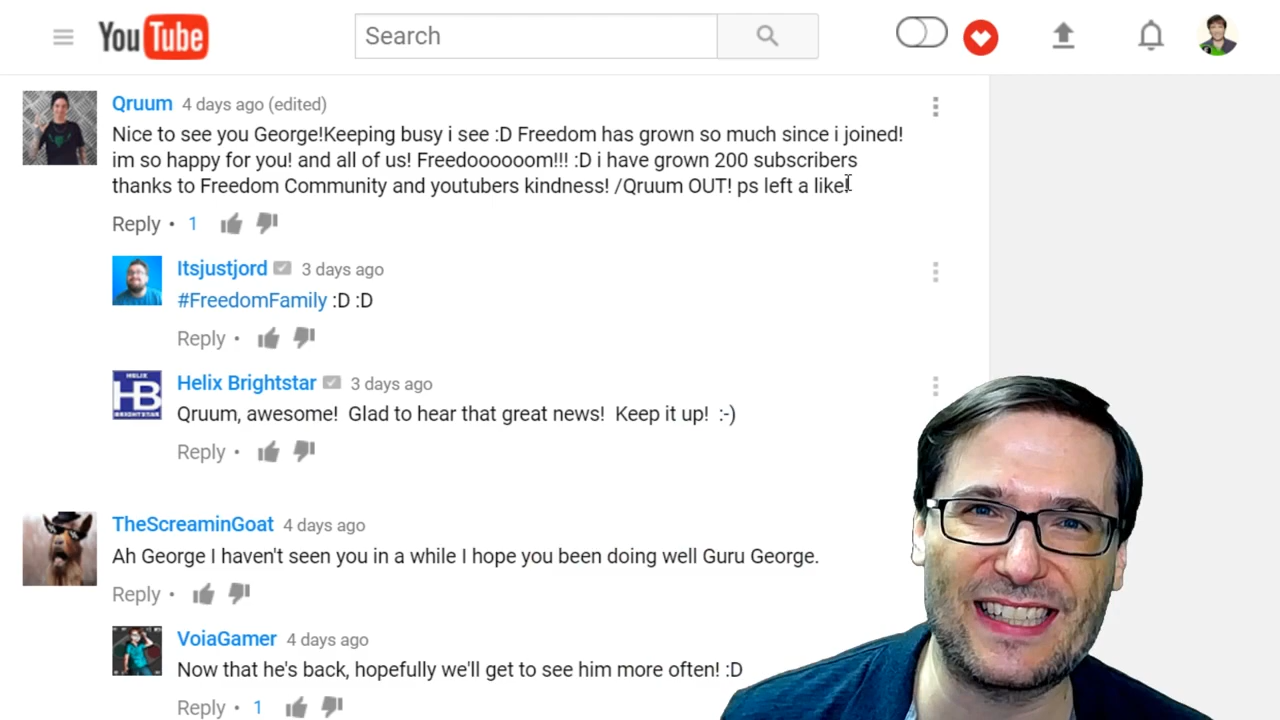 YouTube
Search
Qruum 4 days ago (edited)
Nice to see you George!Keeping busy i see :D Freedom has grown so much since i joined!
im so happy for you! and all of us! Freedoooooom!!! :D i have grown 200 subscribers
thanks to Freedom Community and youtubers kindness! /Qruum OUT! ps left a like!
Reply • 1
Itsjustjord 3 days ago
#FreedomFamily :D :D
Reply •
HELIX
HB
BRIGHTSTAR
Helix Brightstar 3 days ago
Qruum, awesome!  Glad to hear that great news!  Keep it up!  :-)
Reply •
TheScreaminGoat 4 days ago
Ah George I haven't seen you in a while I hope you been doing well Guru George.
Reply •
VoiaGamer 4 days ago
Now that he's back, hopefully we'll get to see him more often! :D
Reply • 1